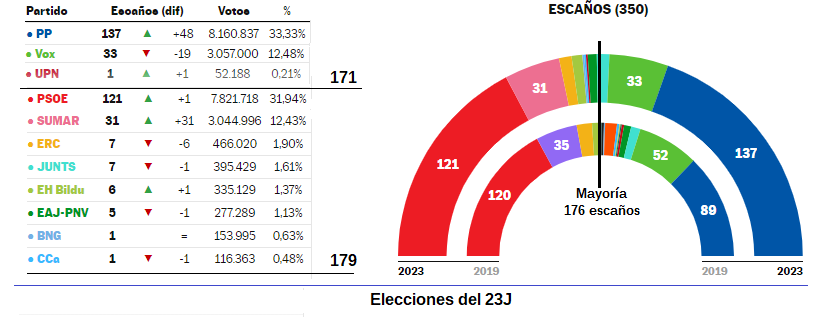 Partido Escaños (dif) Votos %
PP 137 ▲ +48 8.160.837 33,33%
Vox 33 ▼ -19 3.057.000 12,48%
UPN 1 ▲ +1 52.188 0,21%
171
PSOE 121 ▲ +1 7.821.718 31,94%
SUMAR 31 ▲ +31 3.044.996 12,43%
ERC 7 ▼ -6 466.020 1,90%
JUNTS 7 ▼ -1 395.429 1,61%
EH Bildu 6 ▲ +1 335.129 1,37%
EAJ-PNV 5 ▼ -1 277.289 1,13%
BNG 1 = 153.995 0,63%
CCa 1 ▼ -1 116.363 0,48%
179
ESCAÑOS (350)
31
33
121
137
35
52
120
89
Mayoría
176 escaños
2023 2019 2019 2023
Elecciones del 23J